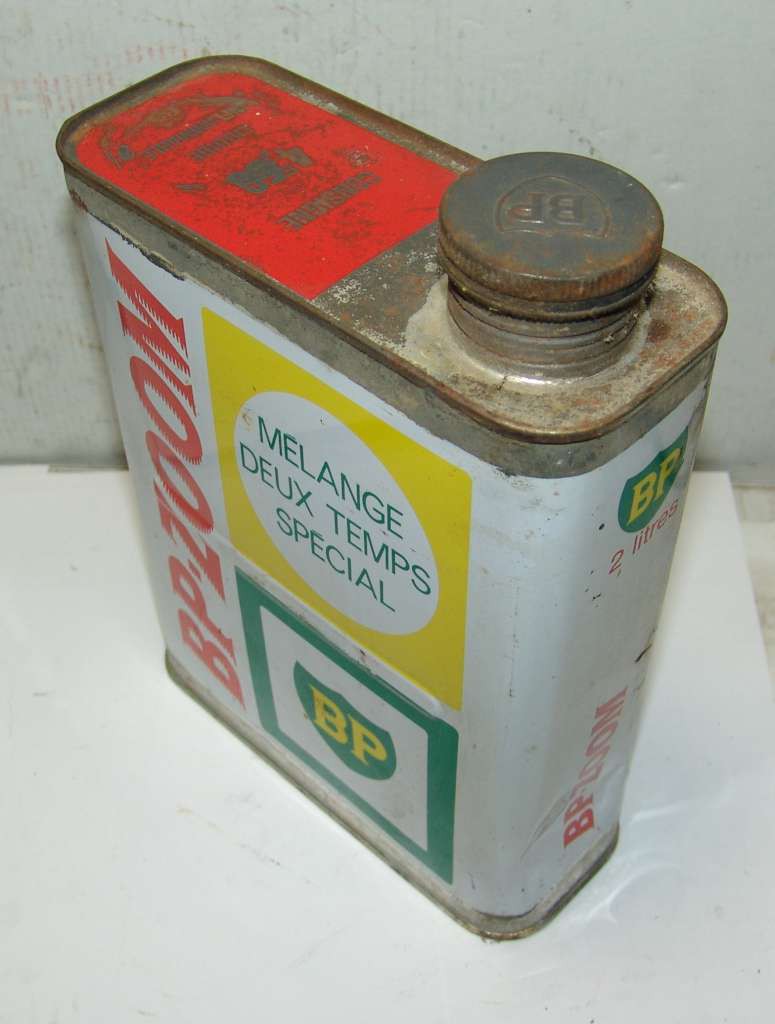 BP
BP-ZOOM
MELANGE
DEUX TEMPS
SPECIAL
BP
BP
2 litres
BP-ZOOM